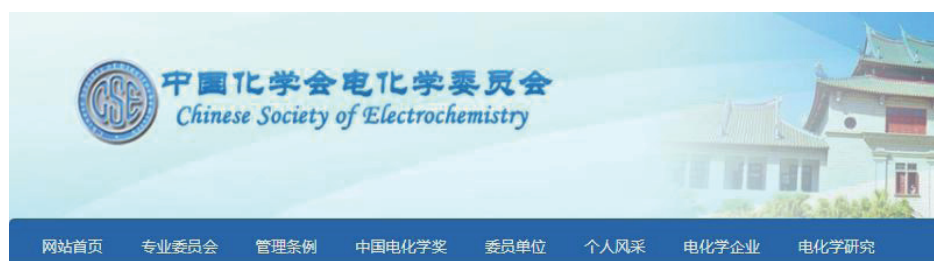 CSE
中国化学会电化学委员会
Chinese Society of Electrochemistry
网站首页 专业委员会 管理条例 中国电化学奖 委员单位 个人风采 电化学企业 电化学研究